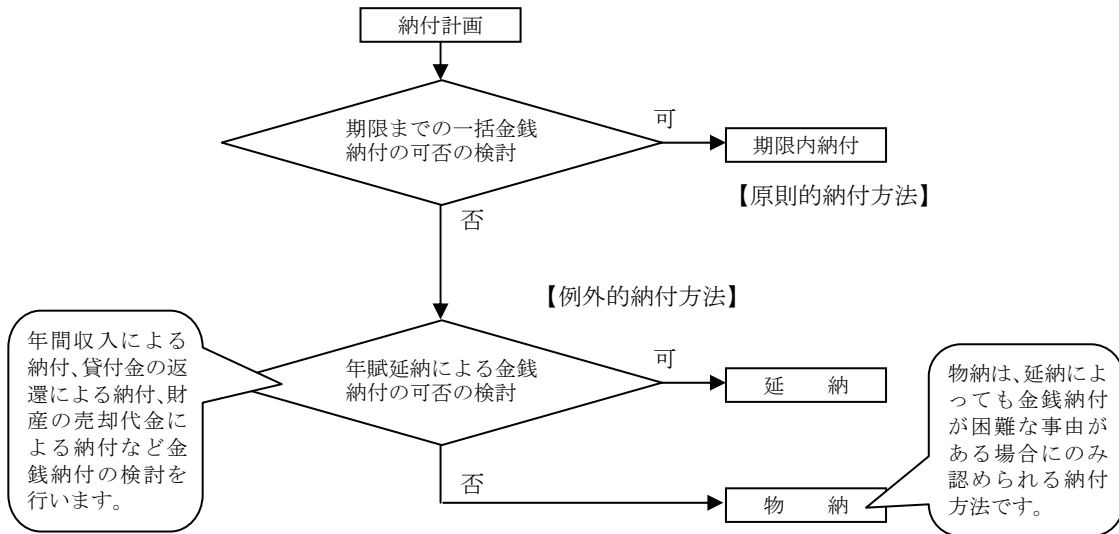 納付計画
期限までの一括金銭
納付の可否の検討
可
期限内納付
【原則的納付方法】
否
【例外的納付方法】
年間収入による
納付、貸付金の返
還による納付、財
産の売却代金に
よる納付など金
銭納付の検討を
行います。
年賦延納による金銭
納付の可否の検討
可
延　　納
物納は、延納によ
っても金銭納付
が困難な事由が
ある場合にのみ
認められる納付
方法です。
否
物　　納